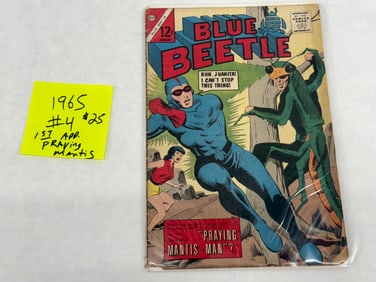 1965
#4 $25
1ST APP.
PRAYING
MANTIS
12¢
BLUE
BEETLE
RUN, JUANITA!
I CAN'T STOP
THIS THING!
"PRAYING
MANTIS MAN"?